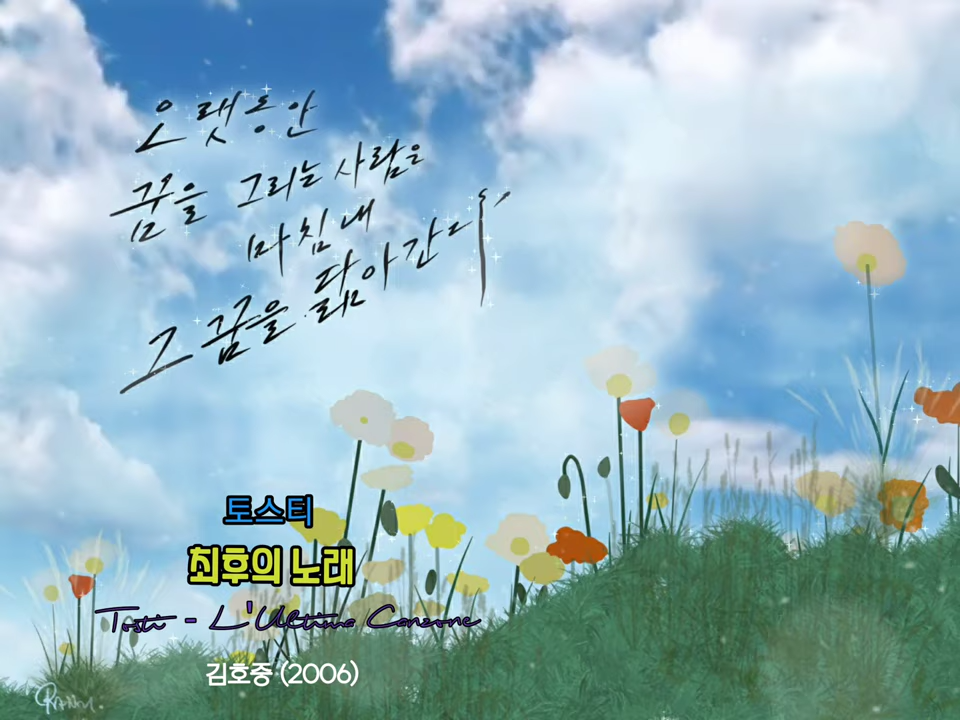 오랫동안
꿈을 그리는 사람은
마침내
그 꿈을 닮아간다
토스티
최후의 노래
Tosti - L'Ultima Canzone
김호중 (2006)